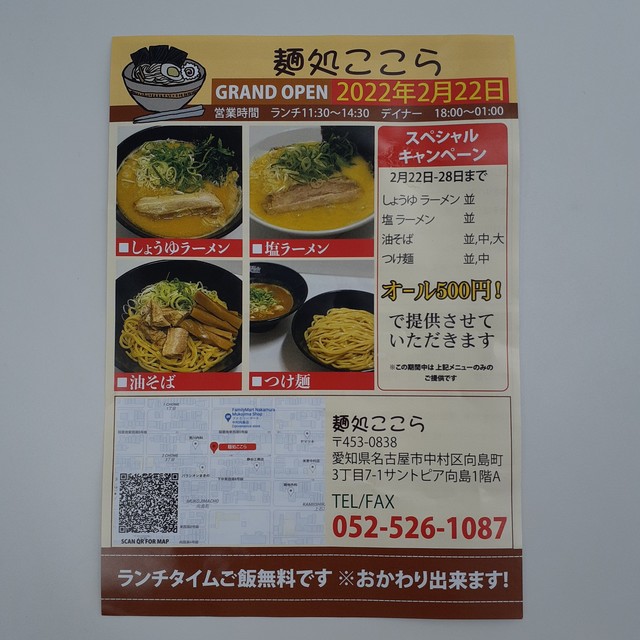 麺処ここら
GRAND OPEN 2022年2月22日
営業時間 ランチ11:30〜14:30 デイナー 18:00〜01:00
■しょうゆラーメン
■塩ラーメン
■油そば
■つけ麺
スペシャル
キャンペーン
2月22日-28日まで
しょうゆラーメン 並
塩ラーメン 並
油そば 並,中,大
つけ麺 並,中
オール500円!
で提供させて
いただきます
※この期間中は上記メニューのみの
ご提供です
FamilyMart Nakamura
Mukojima Shop
麺処ここら
SCAN QR FOR MAP
麺処ここら
〒453-0838
愛知県名古屋市中村区向島町
3丁目7-1サントピア向島1階A
TEL/FAX
052-526-1087
ランチタイムご飯無料です ※おかわり出来ます!